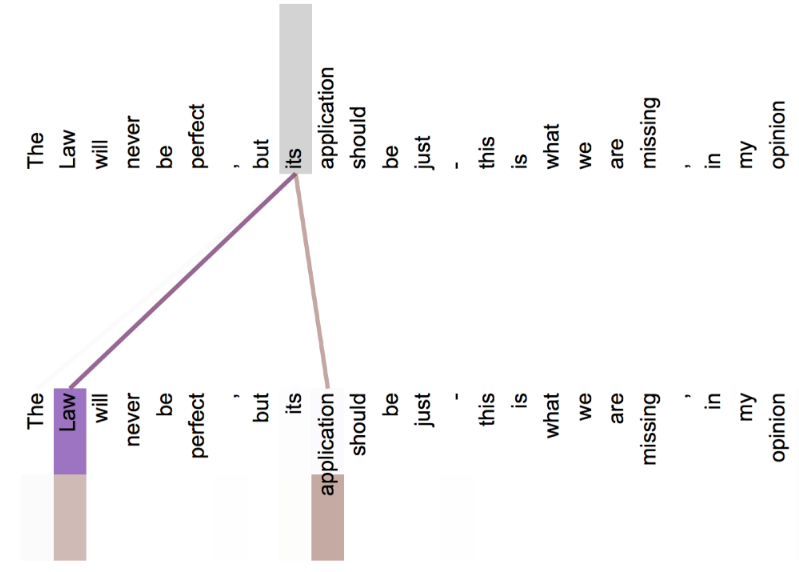 The Law will never be perfect , but its application should be just - this is what we are missing , in my opinion
The Law will never be perfect , but its application should be just - this is what we are missing , in my opinion